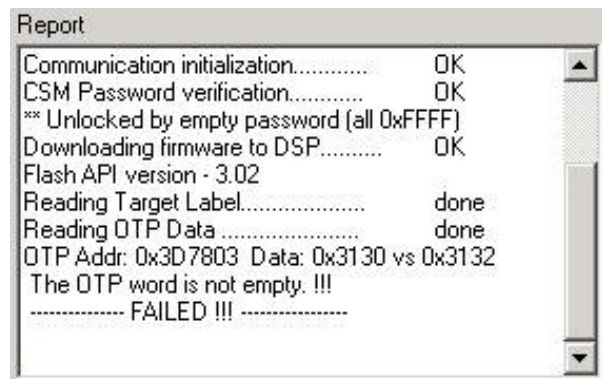 Report
Communication initialization............ OK
CSM Password verification............ OK
** Unlocked by empty password (all 0xFFFF)
Downloading firmware to DSP.......... OK
Flash API version - 3.02
Reading Target Label..................... done
Reading OTP Data ........................ done
OTP Addr: 0x3D7803 Data: 0x3130 vs 0x3132
The OTP word is not empty. !!!
--------------- FAILED !!! -----------------